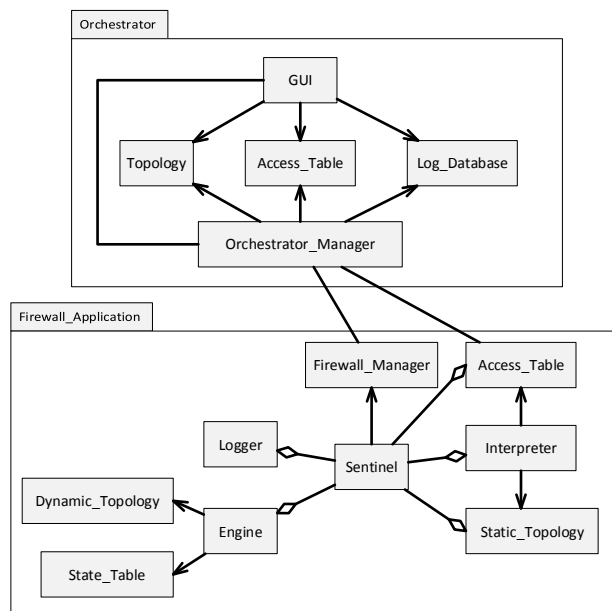 Orchestrator
GUI
Topology
Access_Table
Log_Database
Orchestrator_Manager
Firewall_Application
Firewall_Manager
Access_Table
Logger
Sentinel
Interpreter
Dynamic_Topology
Engine
Static_Topology
State_Table